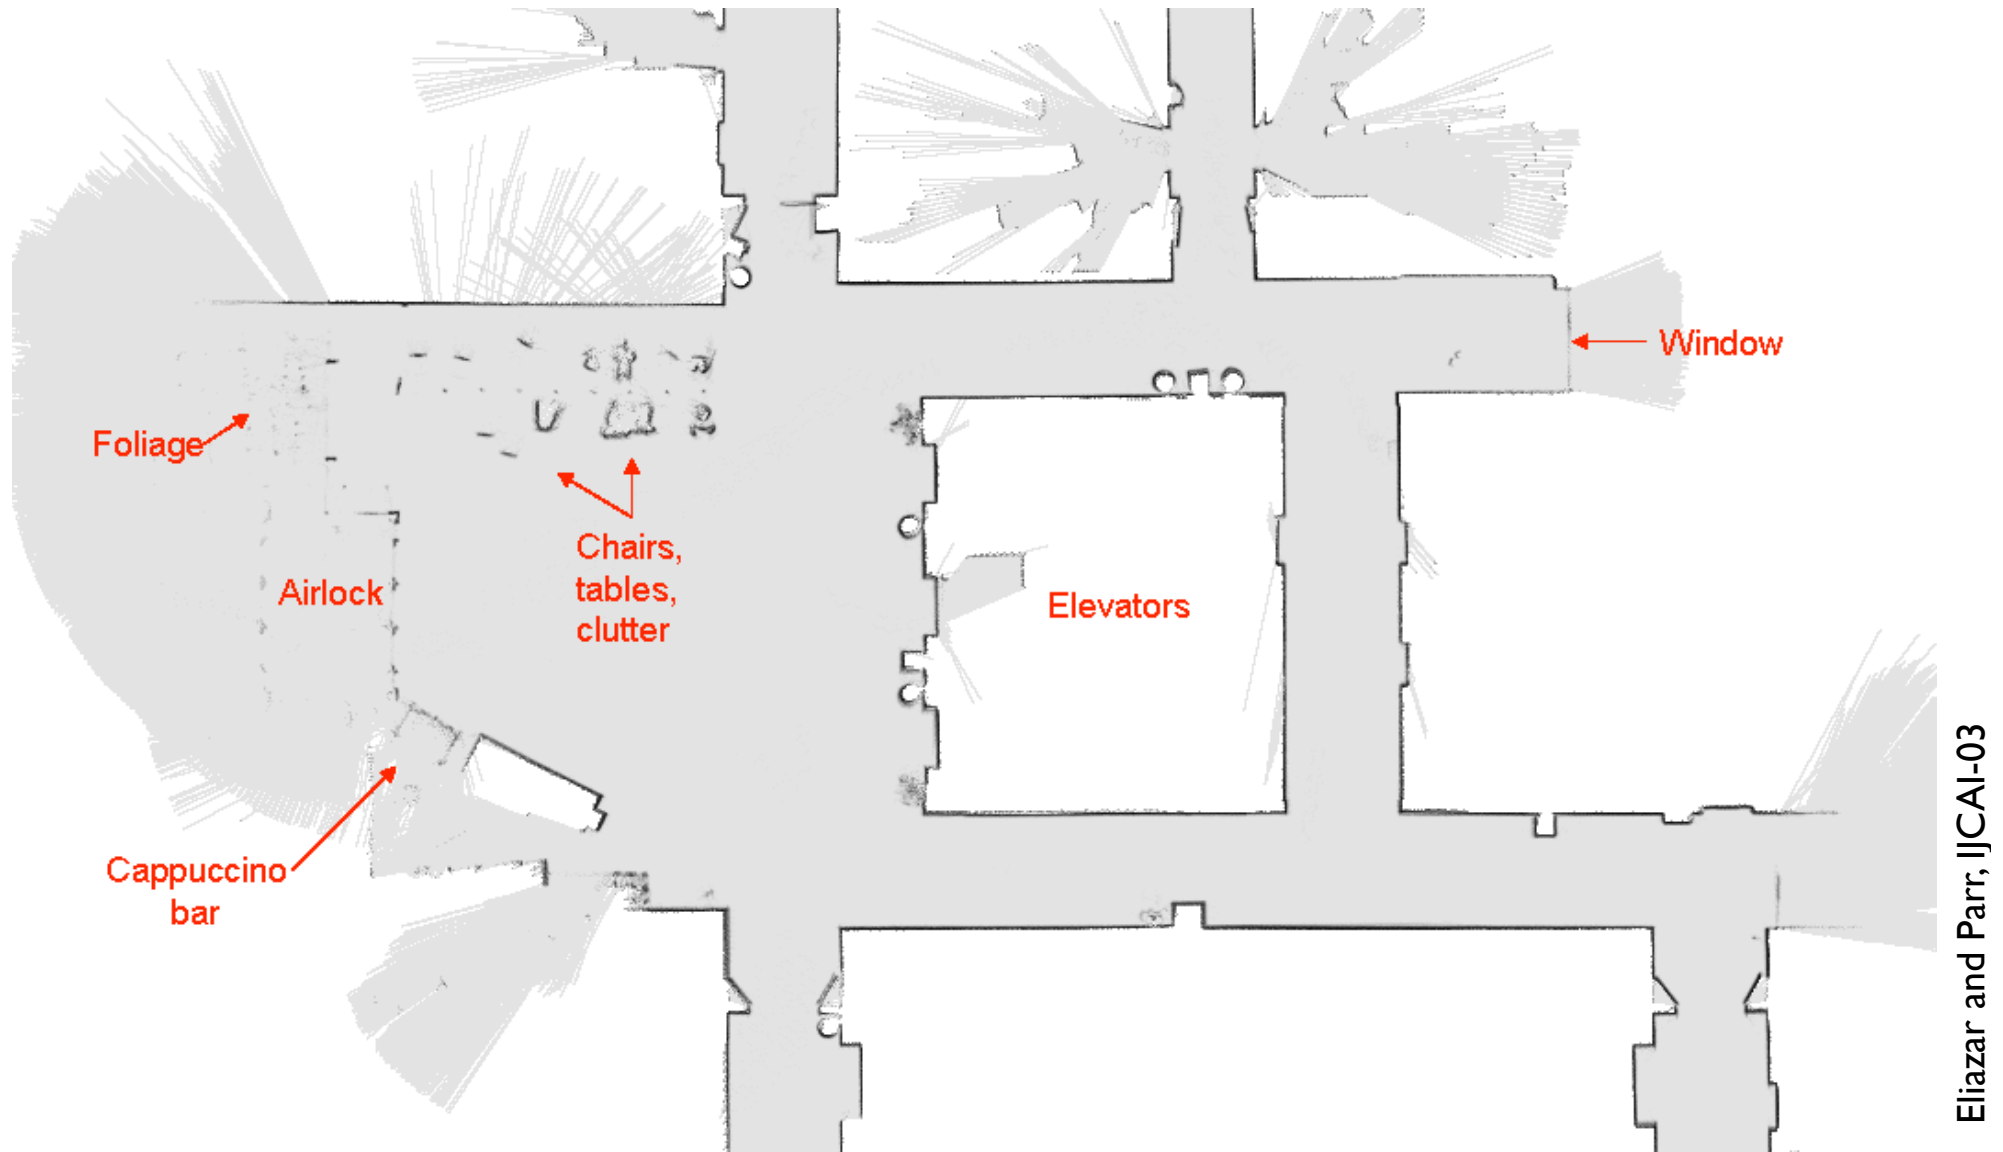 Window
Foliage
Chairs,
tables,
clutter
Airlock
Elevators
Cappuccino
bar
Eliazar and Parr, IJCAI-03